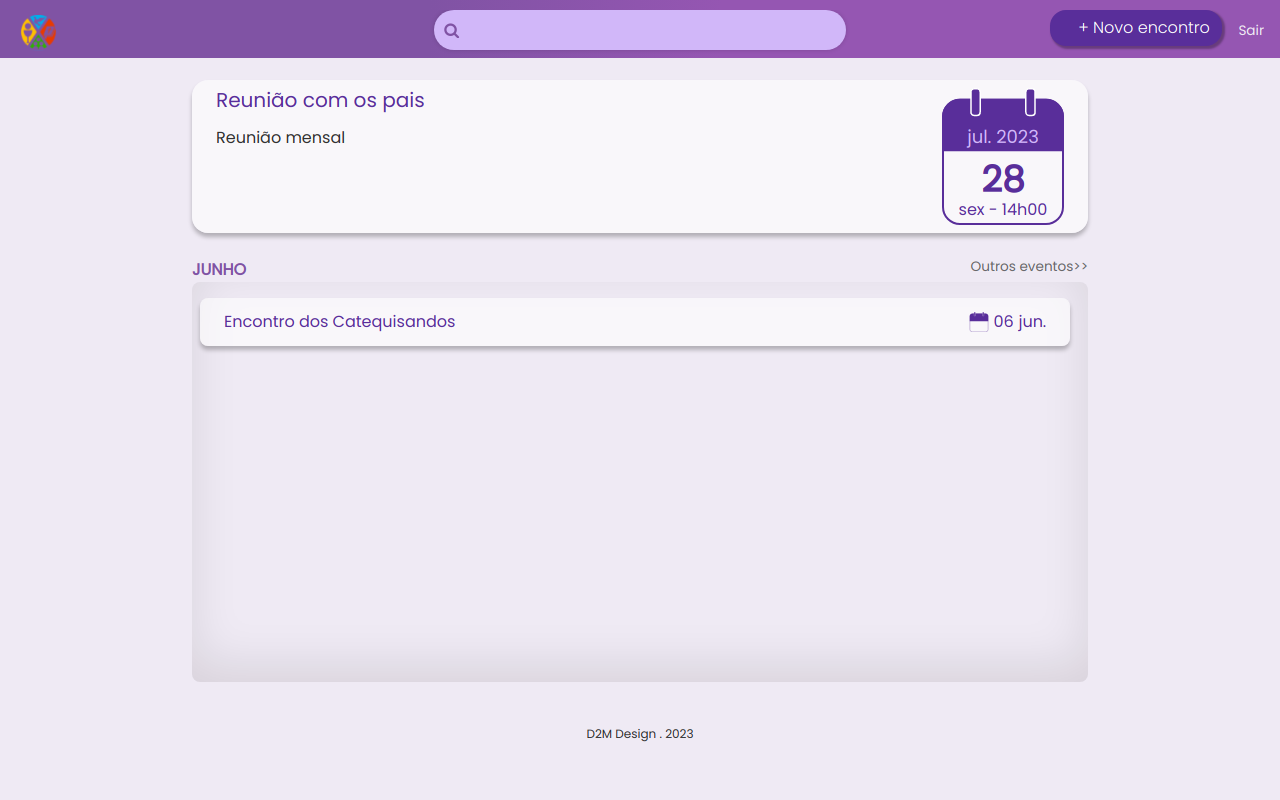 + Novo encontro
Sair
Reunião com os pais
Reunião mensal
jul. 2023
28
sex - 14h00
JUNHO
Outros eventos>>
Encontro dos Catequisandos
06 jun.
D2M Design . 2023